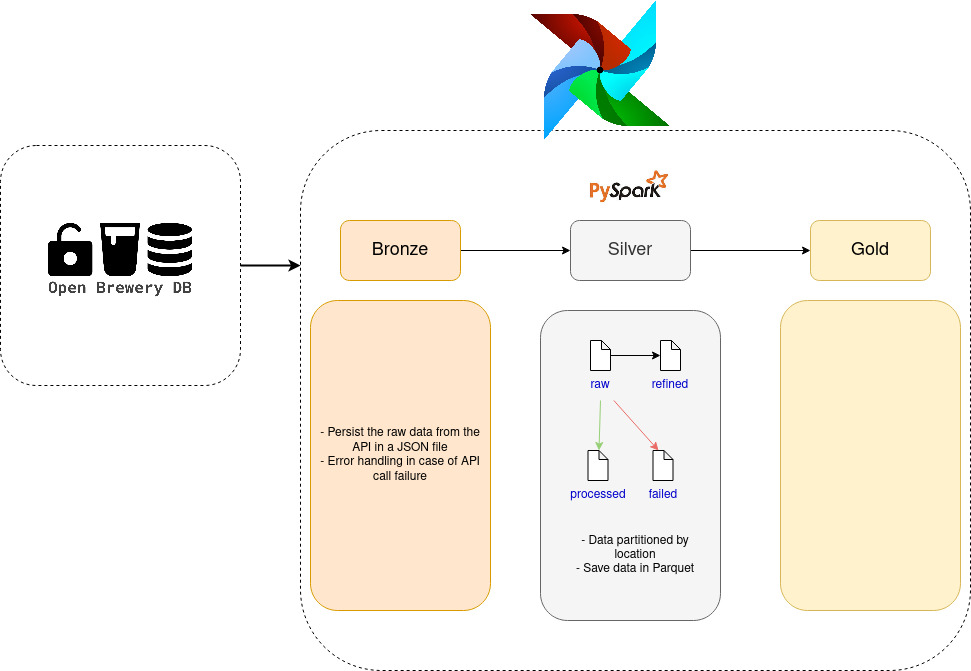 PySpark
Bronze
Silver
Gold
Open Brewery DB
raw
refined
- Persist the raw data from the
API in a JSON file
- Error handling in case of API
call failure
processed
failed
- Data partitioned by
location
- Save data in Parquet